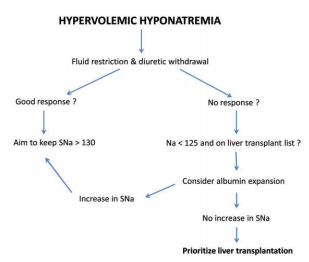 HYPERVOLEMIC HYPONATREMIA
Fluid restriction & diuretic withdrawal
Good response ?
No response ?
Aim to keep SNa > 130
Na < 125 and on liver transplant list ?
Consider albumin expansion
Increase in SNa
No increase in SNa
Prioritize liver transplantation